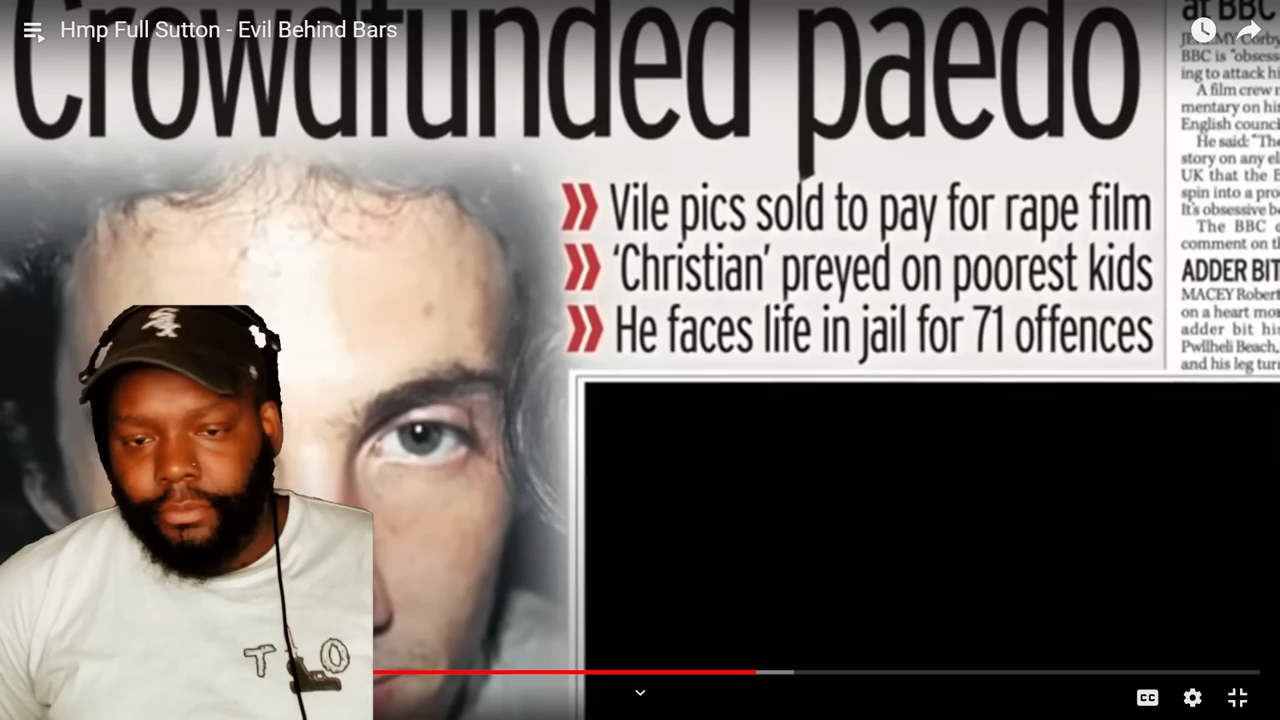 Hmp Full Sutton - Evil Behind Bars
Crowdfunded paedo
» Vile pics sold to pay for rape film
» 'Christian' preyed on poorest kids
» He faces life in jail for 71 offences
at BBC
BBC is "obsess
ing to attack hi
A film crew
mentary on hi
English counci
He said: "The
story on any el
UK that the
spin into a pro
It's obsessive b
The BBC
comment on t
ADDER BIT
MACEY Robert
on a heart mo
adder bit hi
Pwllheli Beach,
and his leg tur
T L O
CC